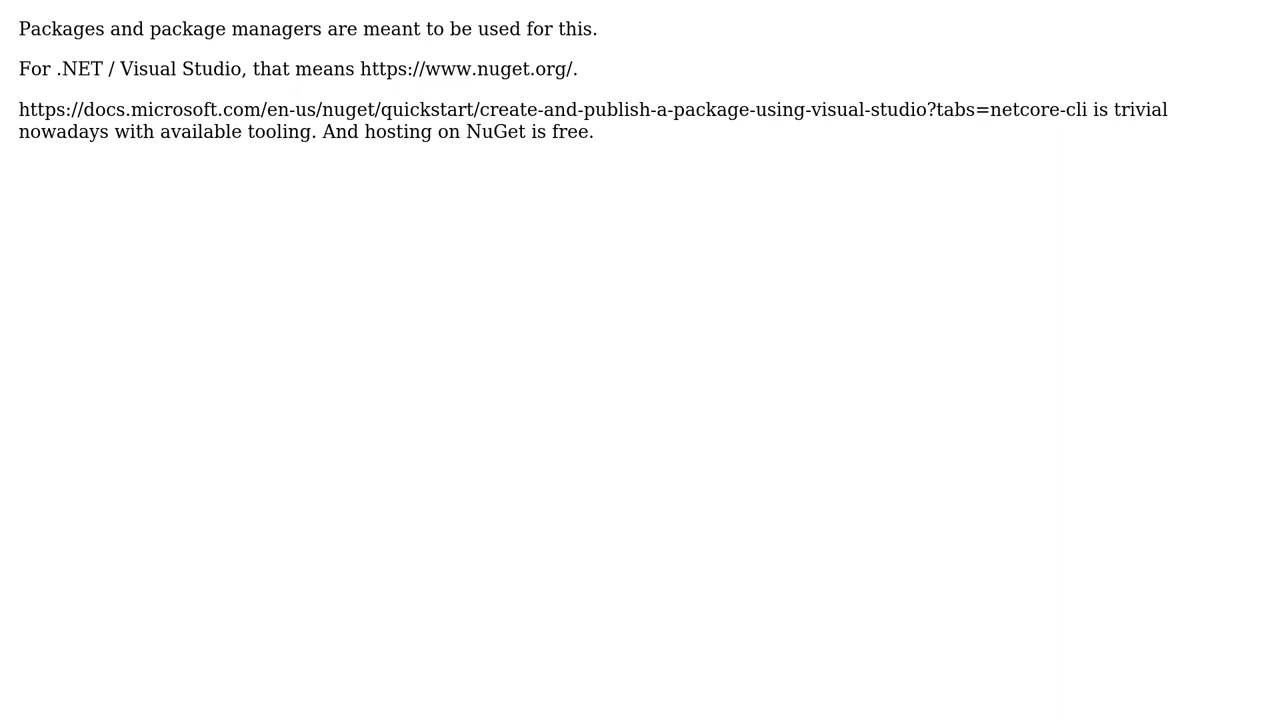 Packages and package managers are meant to be used for this.
For .NET / Visual Studio, that means https://www.nuget.org/.
https://docs.microsoft.com/en-us/nuget/quickstart/create-and-publish-a-package-using-visual-studio?tabs=netcore-cli is trivial
nowadays with available tooling. And hosting on NuGet is free.